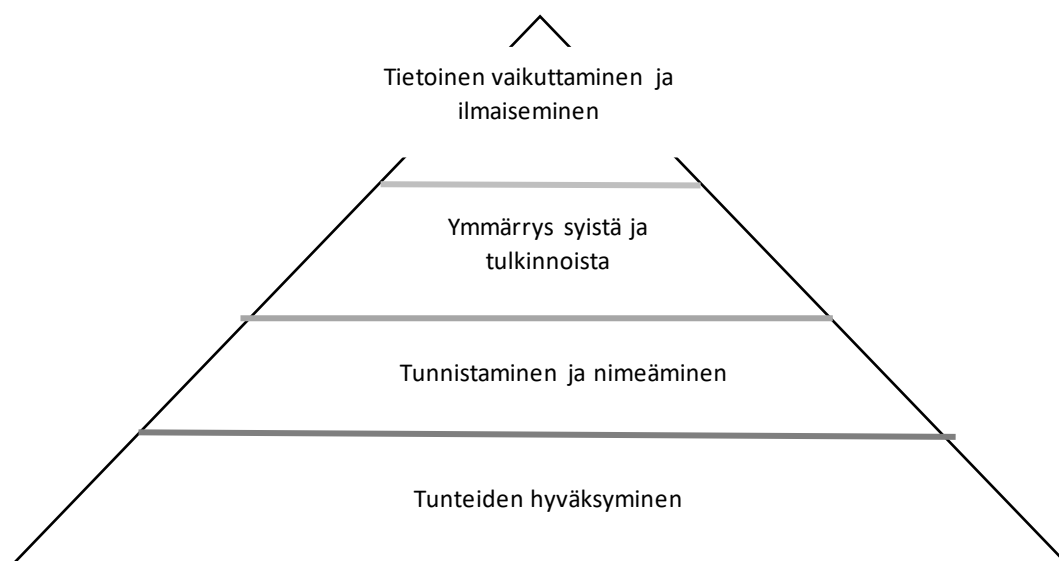 Tietoinen vaikuttaminen ja
ilmaiseminen
Ymmärrys syistä ja
tulkinnoista
Tunnistaminen ja nimeäminen
Tunteiden hyväksyminen